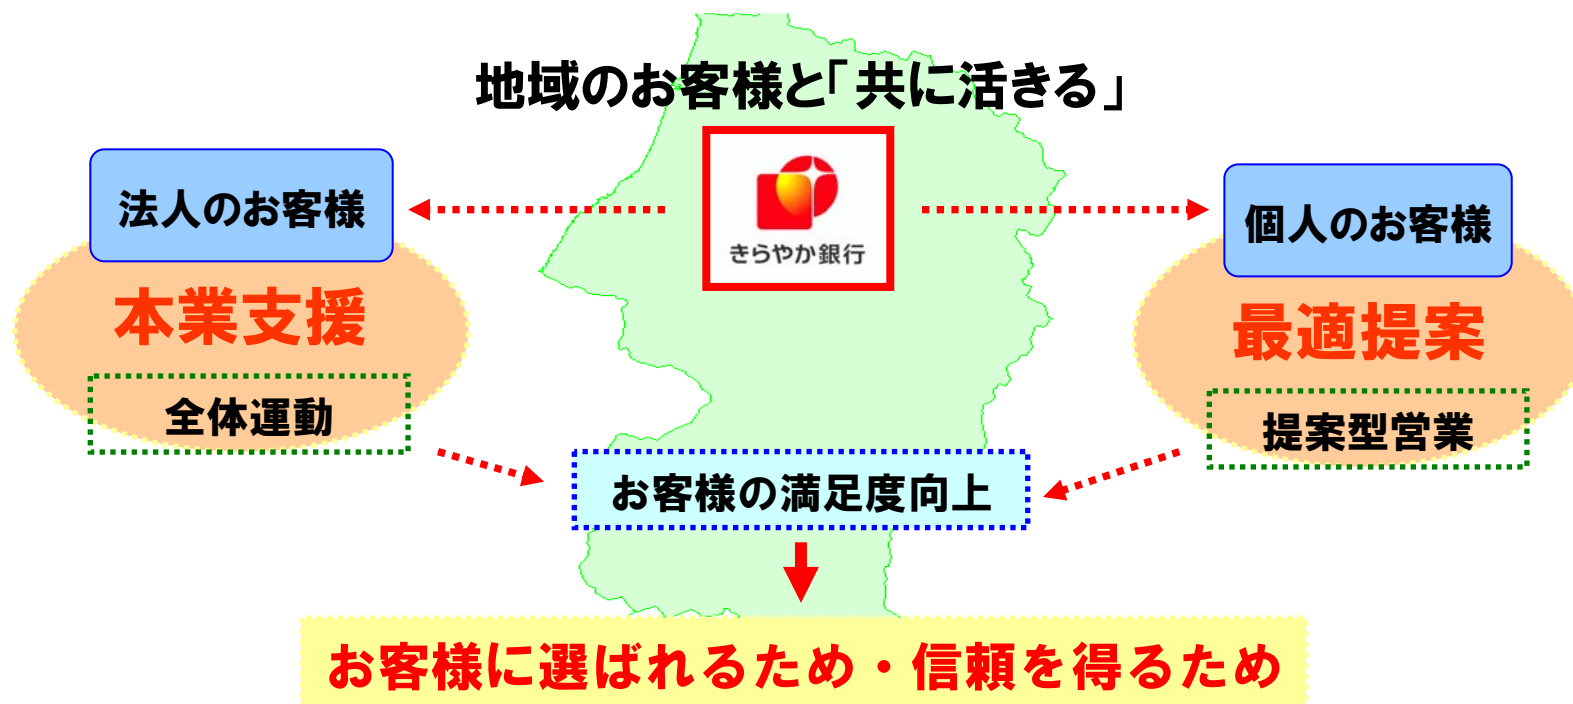 地域のお客様と「共に活きる」
法人のお客様
きらやか銀行
個人のお客様
本業支援
最適提案
全体運動
提案型営業
お客様の満足度向上
お客様に選ばれるため・信頼を得るため